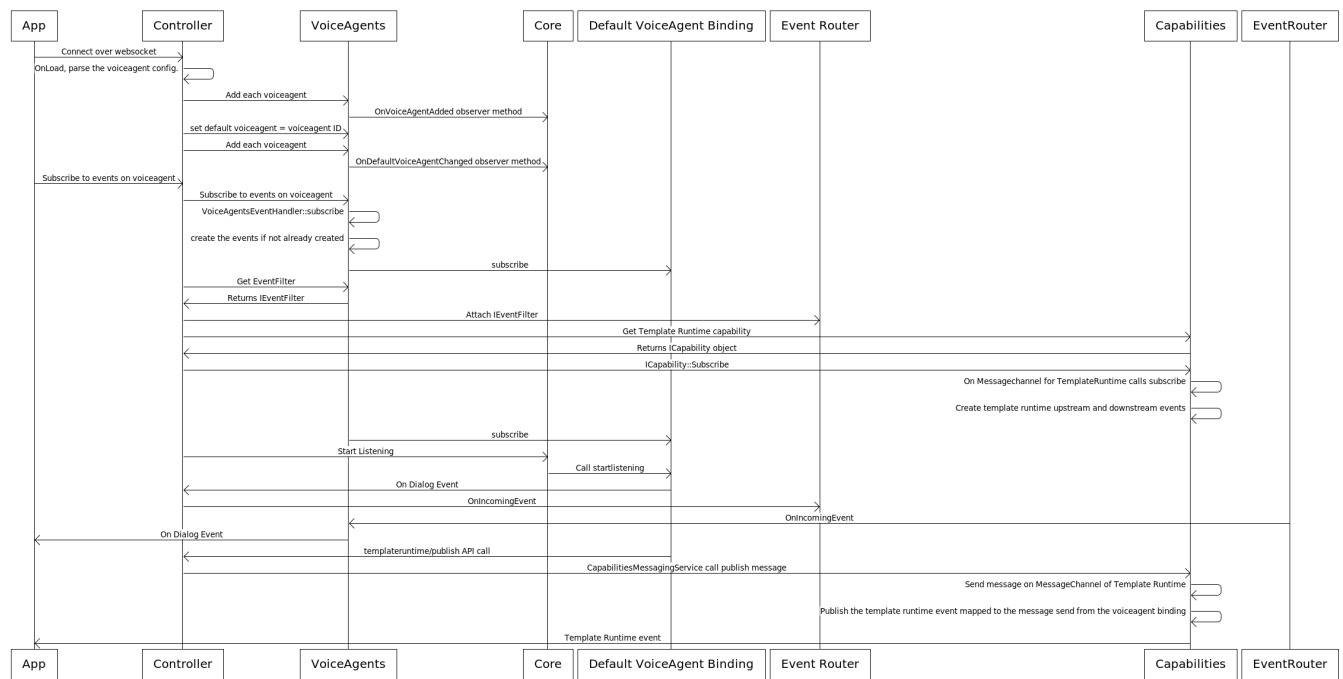 App Controller VoiceAgents Core Default VoiceAgent Binding Event Router Capabilities EventRouter
Connect over websocket
OnLoad, parse the voiceagent config.
Add each voiceagent
OnVoiceAgentAdded observer method
set default voiceagent = voiceagent ID
Add each voiceagent
OnDefaultVoiceAgentChanged observer method
Subscribe to events on voiceagent
Subscribe to events on voiceagent
VoiceAgentsEventHandler::subscribe
create the events if not already created
subscribe
Get EventFilter
Returns IEventFilter
Attach IEventFilter
Get Template Runtime capability
Returns ICapability object
ICapability::Subscribe
On Messagechannel for TemplateRuntime calls subscribe
Create template runtime upstream and downstream events
subscribe
Start Listening
Call startlistening
On Dialog Event
OnIncomingEvent
OnIncomingEvent
On Dialog Event
templateruntime/publish API call
CapabilitiesMessagingService call publish message
Send message on MessageChannel of Template Runtime
Publish the template runtime event mapped to the message send from the voiceagent binding
Template Runtime event
App Controller VoiceAgents Core Default VoiceAgent Binding Event Router Capabilities EventRouter